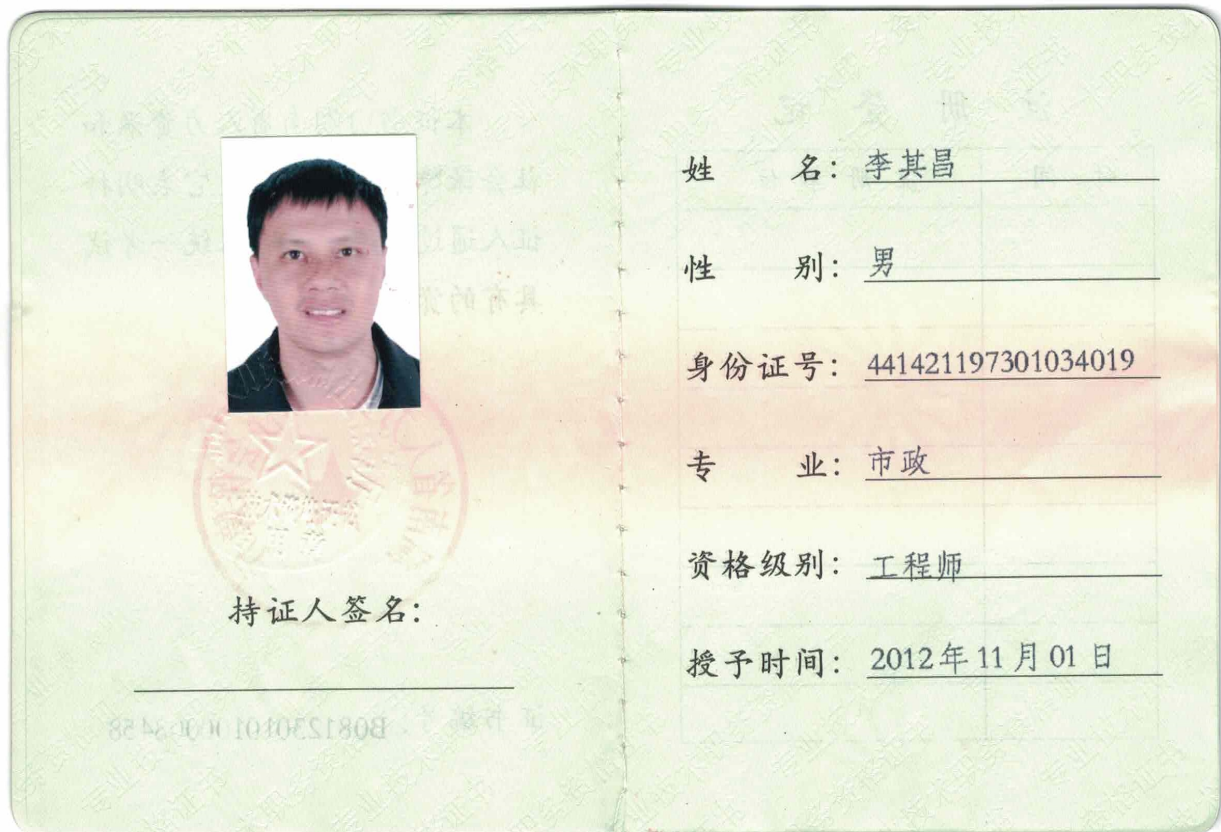 持证人签名:
姓 名: 李其昌
性 别: 男
身份证号: 441421197301034019
专 业: 市政
资格级别: 工程师
授予时间: 2012年11月01日